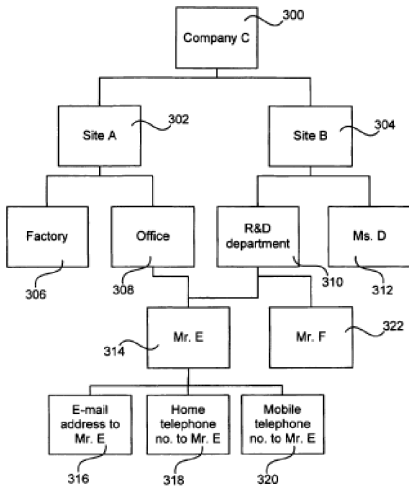 300
Company C
302
304
Site A
Site B
Factory
Office
R&D
department
Ms. D
306
308
310
312
314
Mr. E
Mr. F
322
E-mail
address to
Mr. E
Home
telephone
no. to Mr. E
Mobile
telephone
no. to Mr. E
316
318
320